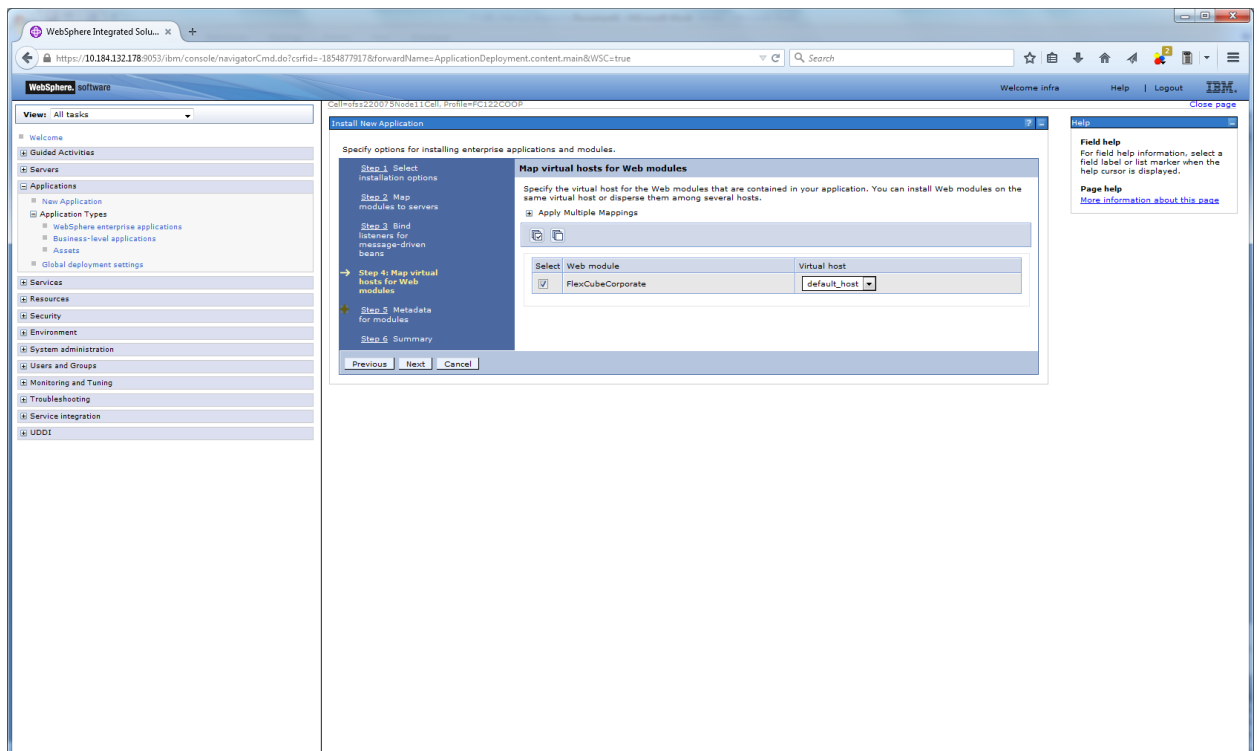 WebSphere Integrated Solu... × +
https://10.184.132.178:9053/ibm/console/navigatorCmd.do?csrfid=-1854877917&forwardName=ApplicationDeployment.content.main&WSC=true
Search
2
WebSphere. software
Welcome infra
Help | Logout
IBM.
View: All tasks
Cell=ofss220075Node11Cell, Profile=FC122COOP
Close page
Welcome
Guided Activities
Servers
Applications
New Application
Application Types
WebSphere enterprise applications
Business-level applications
Assets
Global deployment settings
Services
Resources
Security
Environment
System administration
Users and Groups
Monitoring and Tuning
Troubleshooting
Service integration
UDDI
Install New Application
Specify options for installing enterprise applications and modules.
Step 1 Select
installation options
Step 2 Map
modules to servers
Step 3 Bind
listeners for
message-driven
beans
Step 4: Map virtual
hosts for Web
modules
Step 5 Metadata
for modules
Step 6 Summary
Map virtual hosts for Web modules
Specify the virtual host for the Web modules that are contained in your application. You can install Web modules on the
same virtual host or disperse them among several hosts.
Apply Multiple Mappings
Select Web module Virtual host
FlexCubeCorporate default_host
Previous Next Cancel
Help
Field help
For field help information, select a
field label or list marker when the
help cursor is displayed.
Page help
More information about this page